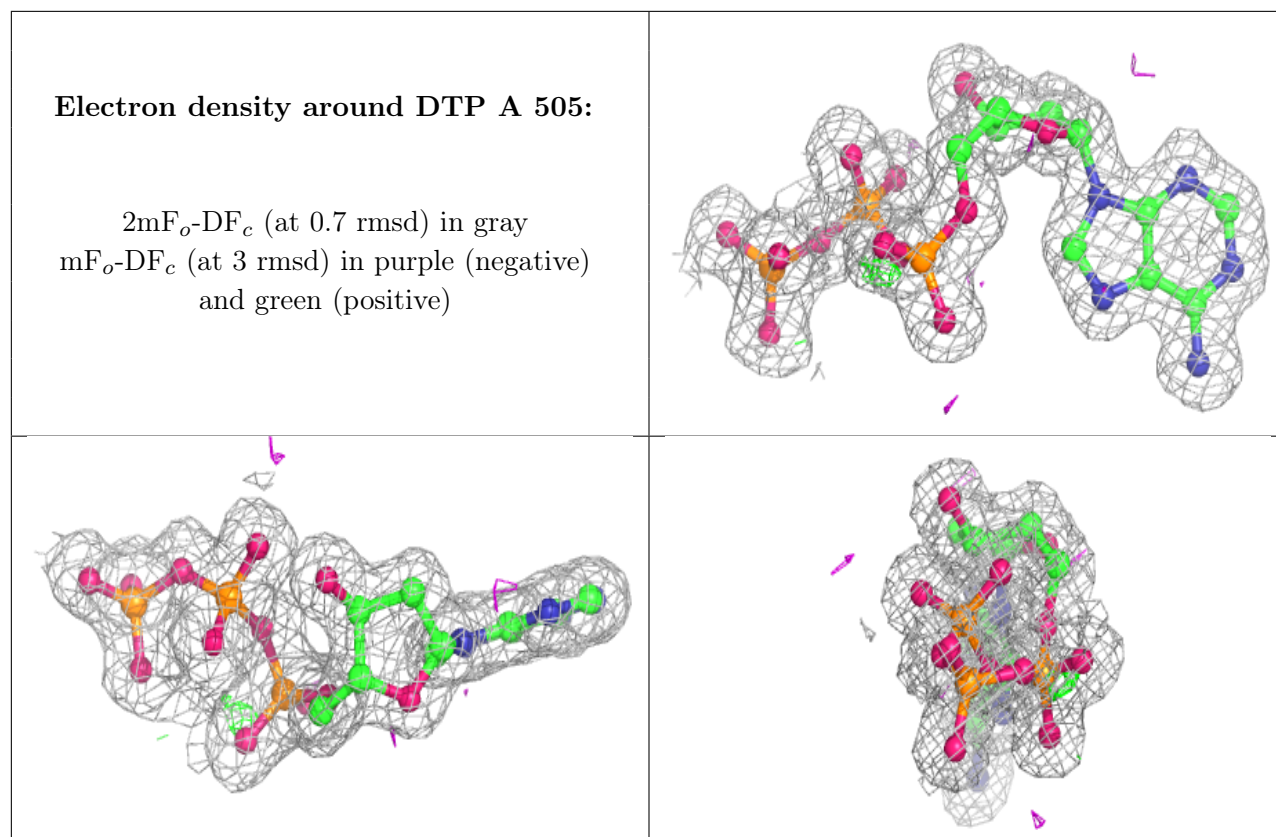 Electron density around DTP A 505:
2mFo-DFc (at 0.7 rmsd) in gray
mFo-DFc (at 3 rmsd) in purple (negative)
and green (positive)